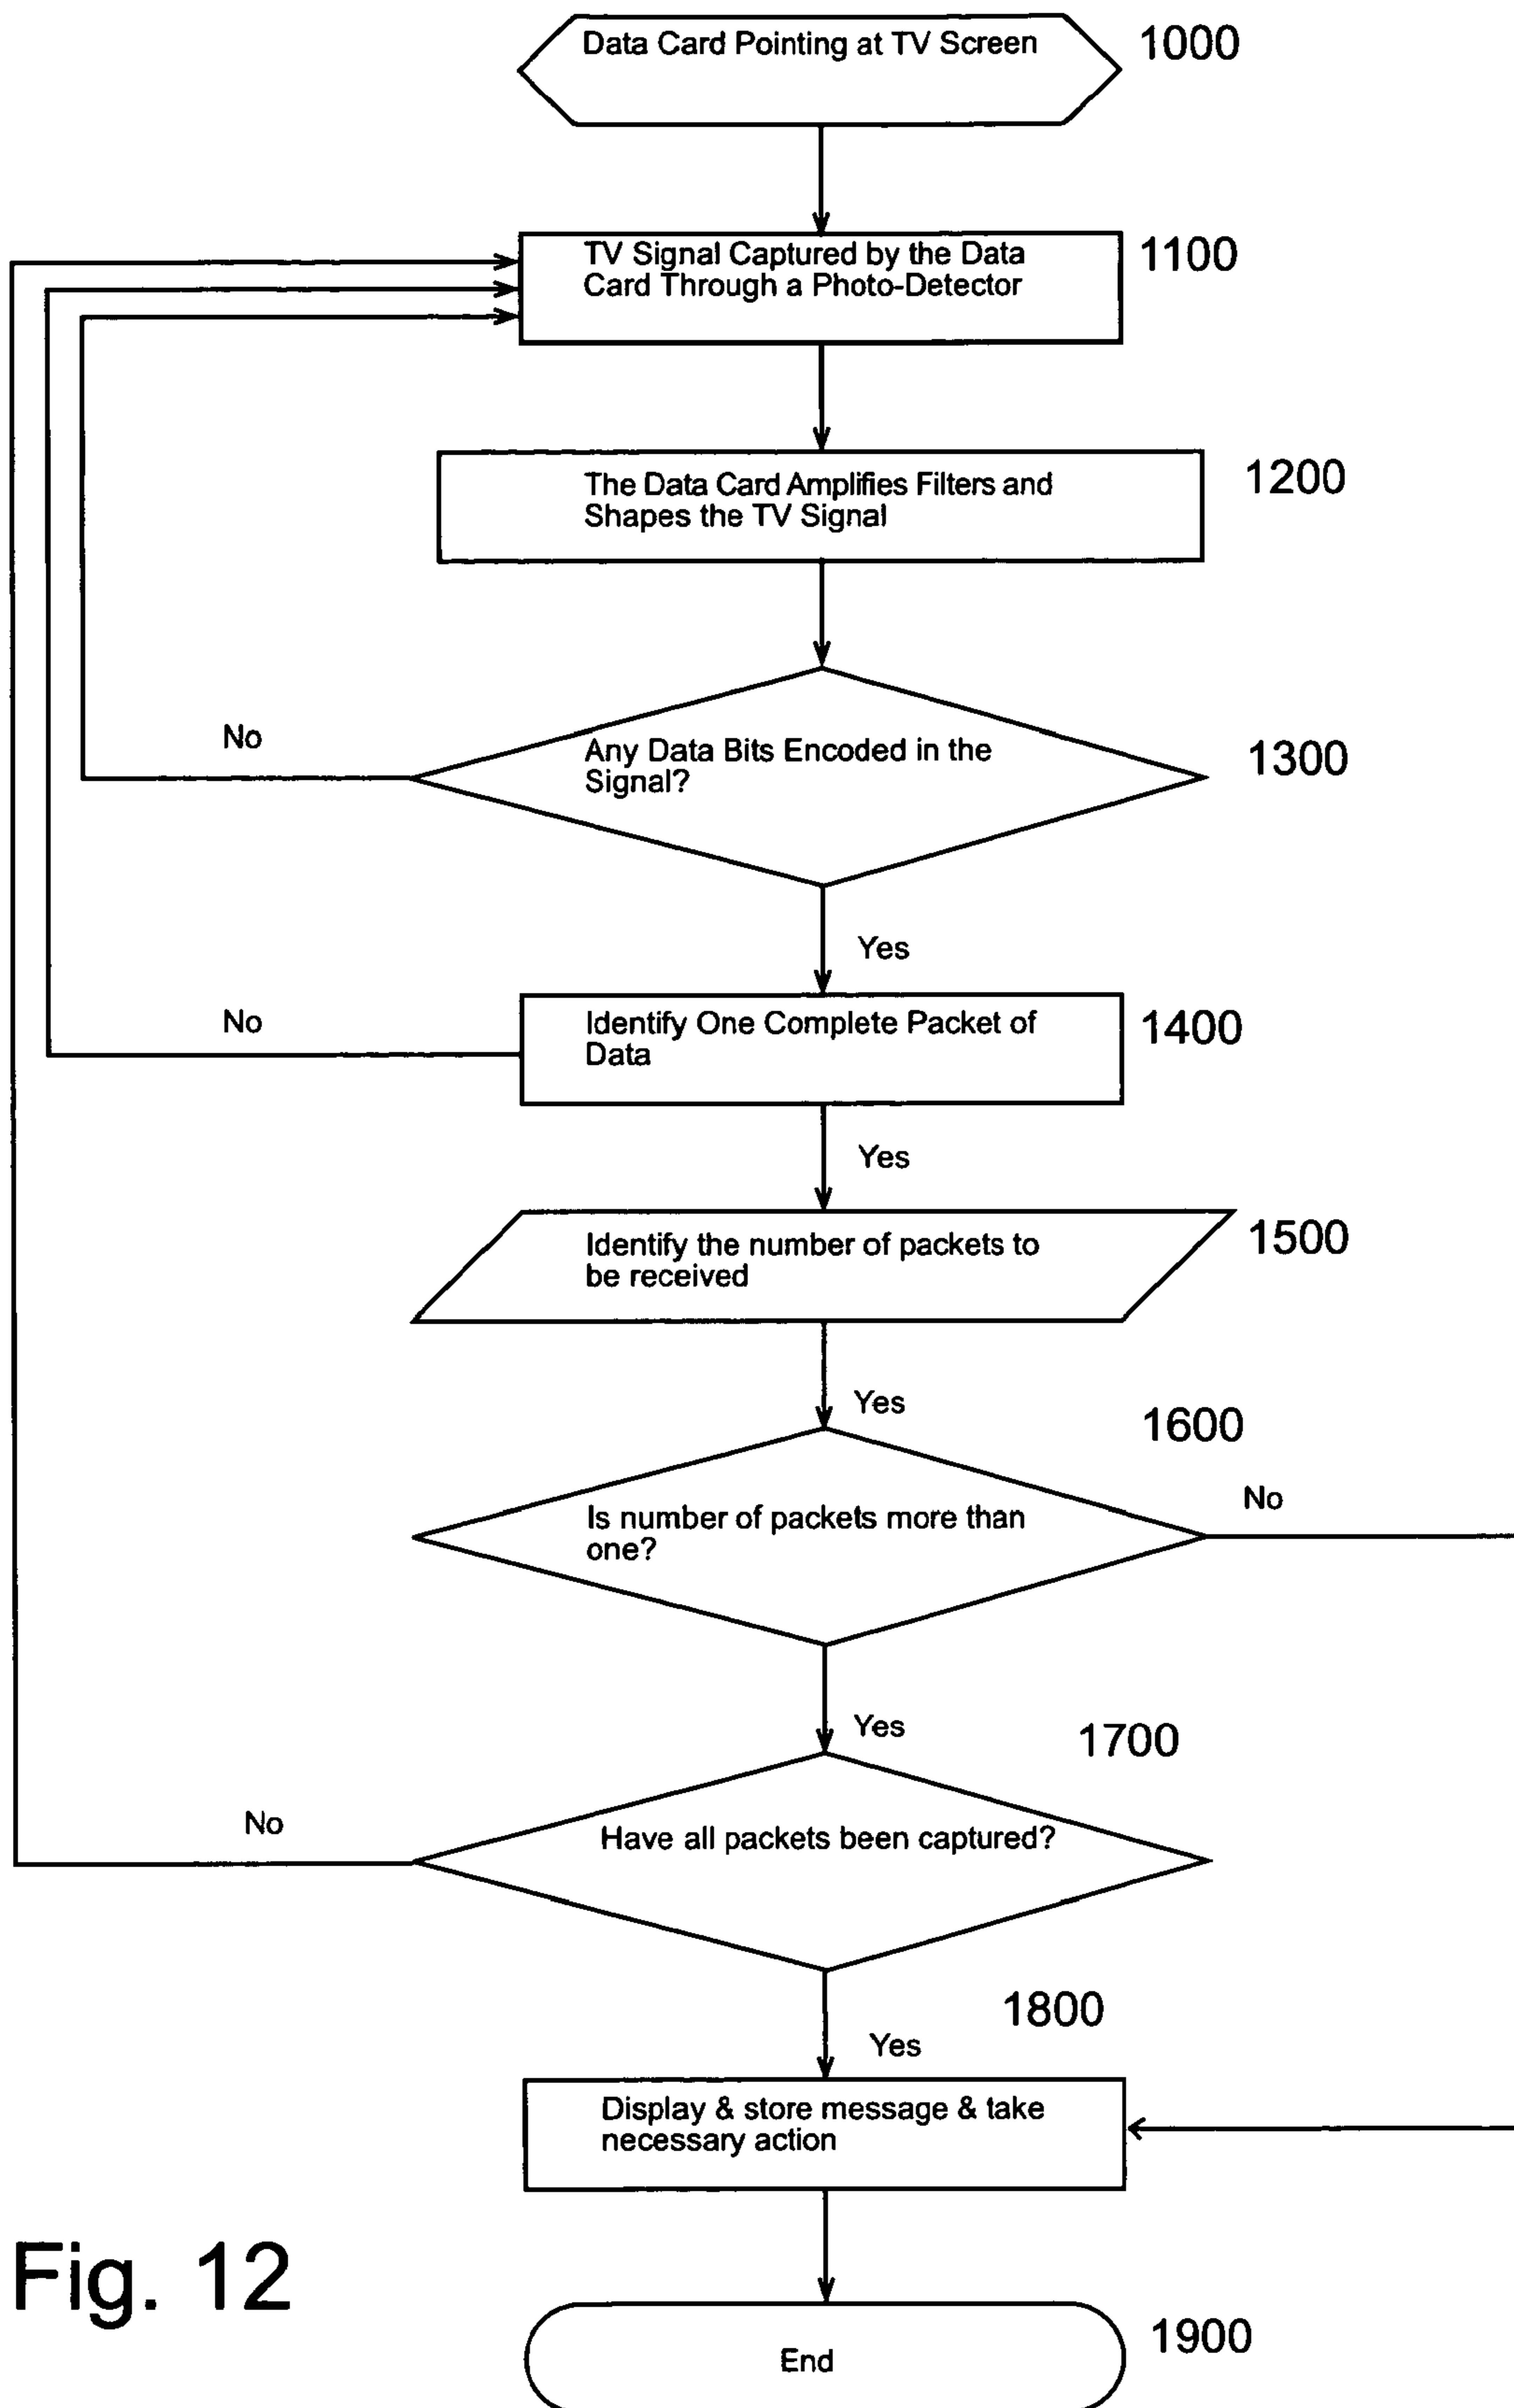 Data Card Pointing at TV Screen
1000
TV Signal Captured by the Data
Card Through a Photo-Detector
1100
The Data Card Amplifies Filters and
Shapes the TV Signal
1200
No
Any Data Bits Encoded in the
Signal?
1300
Yes
No
Identify One Complete Packet of
Data
1400
Yes
Identify the number of packets to
be received
1500
Yes
1600
No
Is number of packets more than
one?
Yes
1700
No
Have all packets been captured?
1800
Yes
Display & store message & take
necessary action
Fig. 12
End
1900